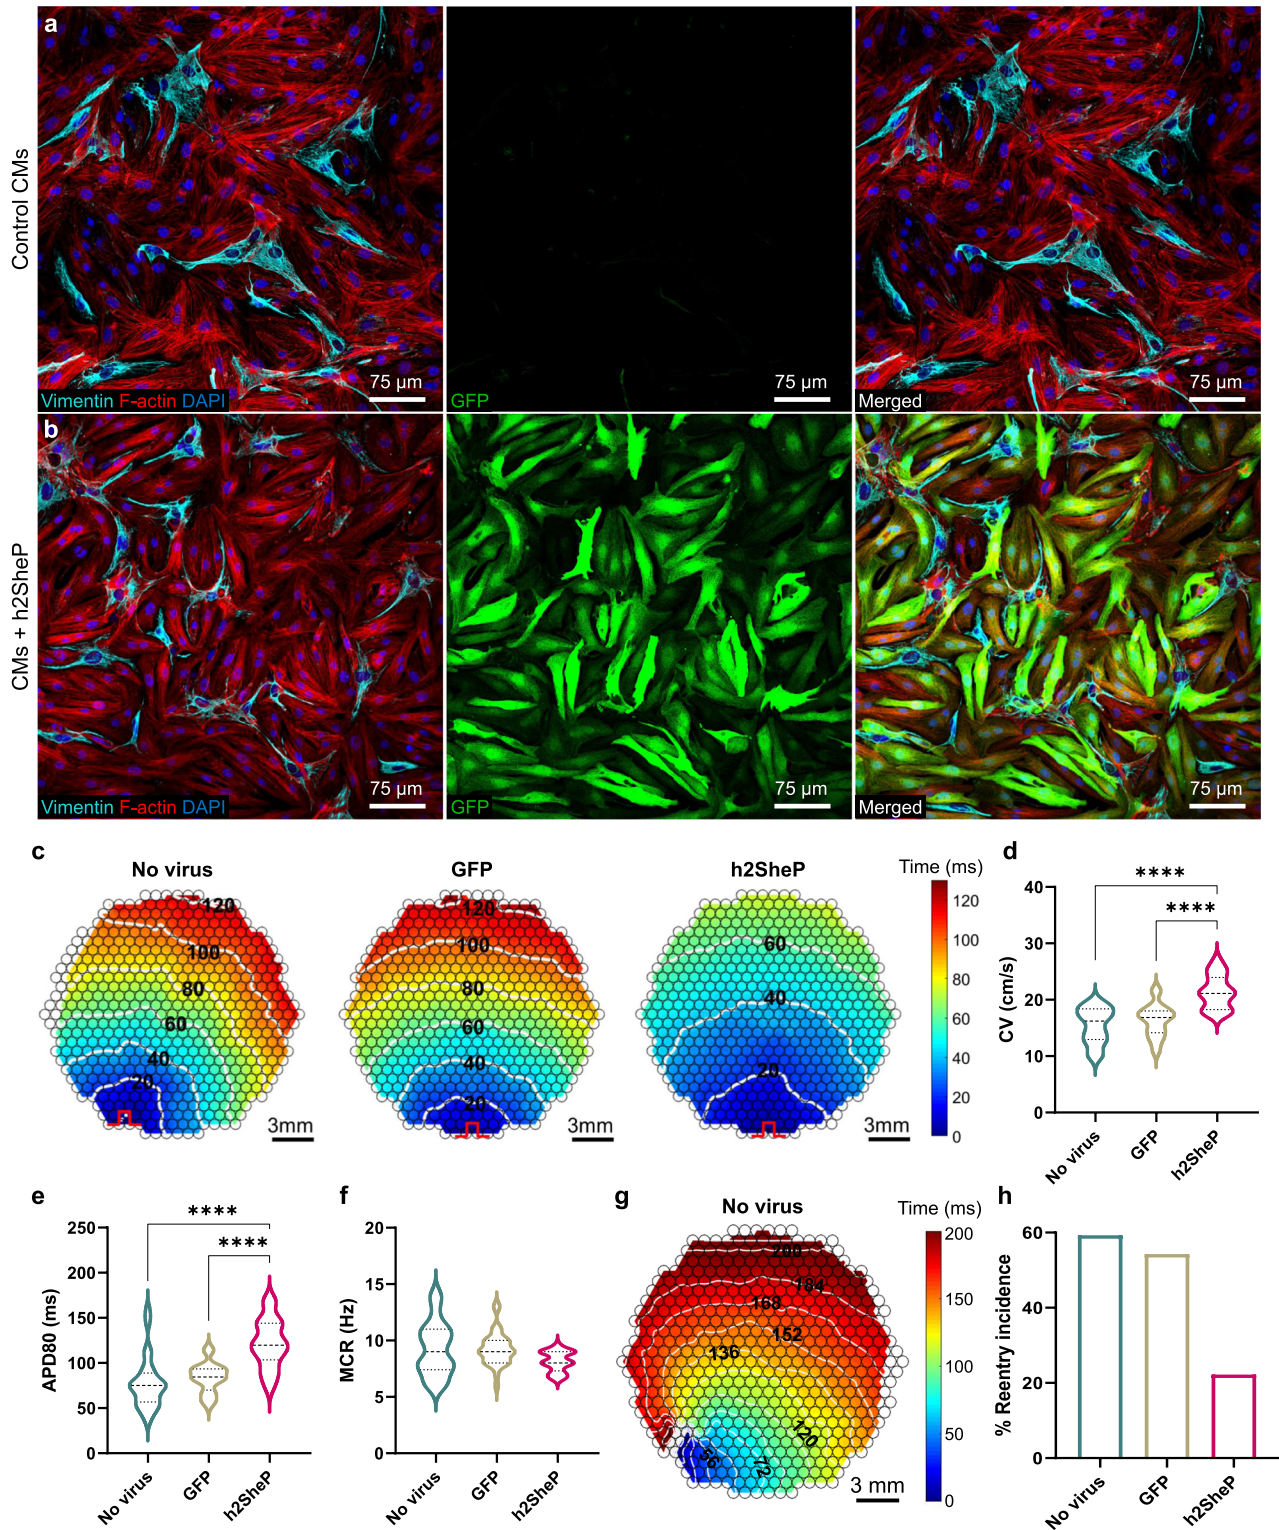 a
Control CMs
Vimentin F-actin DAPI
75 µm
GFP
75 µm
Merged
75 µm
b
CMs + h2SheP
Vimentin F-actin DAPI
75 µm
GFP
75 µm
Merged
75 µm
c
No virus
GFP
h2SheP
Time (ms)
120
100
80
60
40
20
3mm
120
100
80
60
40
20
3mm
60
40
20
3mm
120
100
80
60
40
20
0
d
CV (cm/s)
40
30
20
10
0
****
****
No virus
GFP
h2SheP
e
APD80 (ms)
250
200
150
100
50
0
****
****
No virus
GFP
h2SheP
f
MCR (Hz)
20
15
10
5
0
No virus
GFP
h2SheP
g
No virus
Time (ms)
200
184
168
152
136
120
72
56
3 mm
200
150
100
50
0
h
% Reentry incidence
60
40
20
0
No virus
GFP
h2SheP